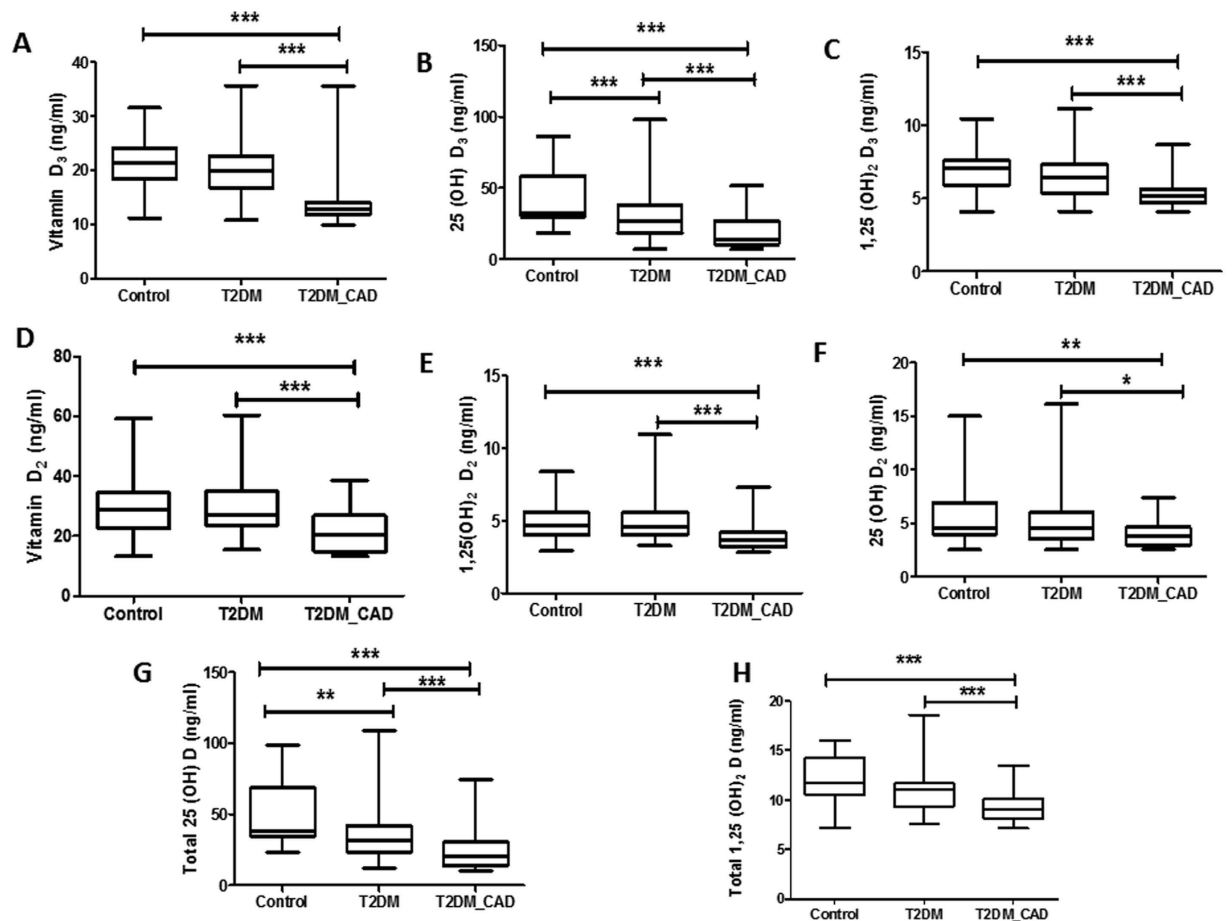 A
Vitamin D3 (ng/ml)
40
30
20
10
0
***
***
Control T2DM T2DM_CAD
B
25 (OH) D3 (ng/ml)
150
100
50
0
***
*** ***
Control T2DM T2DM_CAD
C
1,25 (OH)2 D3 (ng/ml)
15
10
5
0
***
***
Control T2DM T2DM_CAD
D
Vitamin D2 (ng/ml)
80
60
40
20
0
***
***
Control T2DM T2DM_CAD
E
1,25(OH)2 D2 (ng/ml)
15
10
5
0
***
***
Control T2DM T2DM_CAD
F
25 (OH) D2 (ng/ml)
20
15
10
5
0
**
*
Control T2DM T2DM_CAD
G
Total 25 (OH) D (ng/ml)
150
100
50
0
***
** ***
Control T2DM T2DM_CAD
H
Total 1,25 (OH)2 D (ng/ml)
20
15
10
5
0
***
***
Control T2DM T2DM_CAD